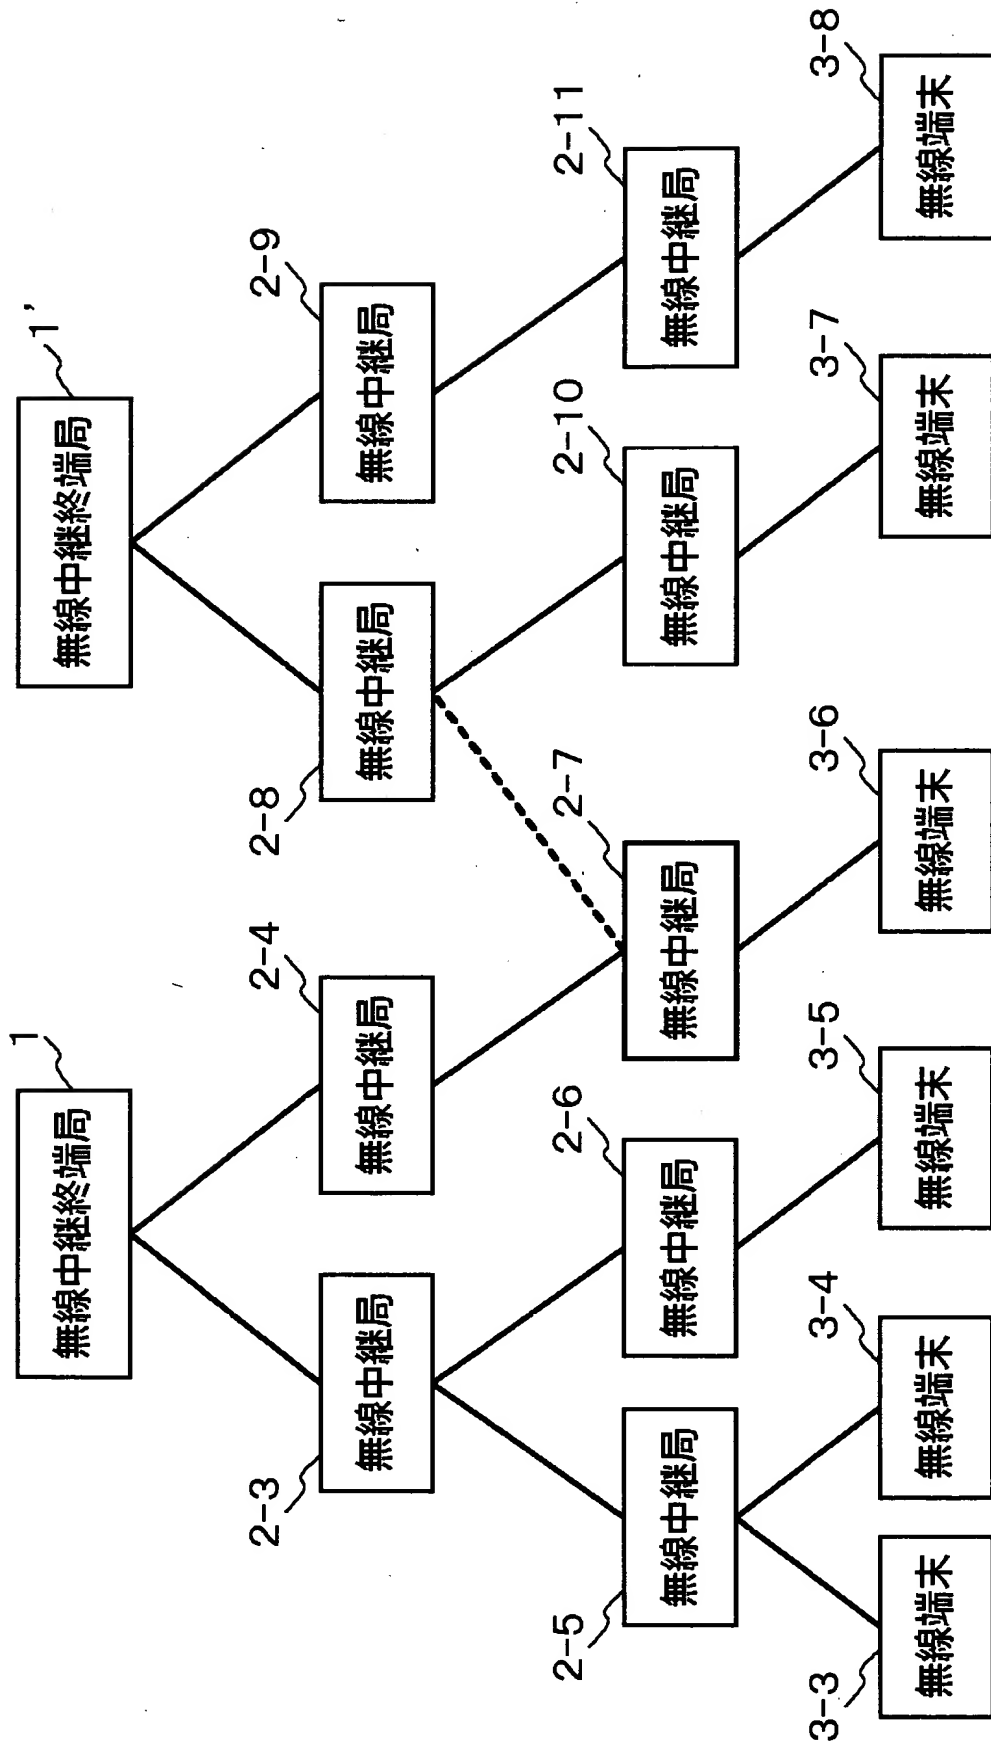 1
無線中継終端局
1'
無線中継終端局
2-3
無線中継局
2-4
無線中継局
2-8
無線中継局
2-9
無線中継局
2-5
無線中継局
2-6
無線中継局
2-7
無線中継局
2-10
無線中継局
2-11
無線中継局
3-3
無線端末
3-4
無線端末
3-5
無線端末
3-6
無線端末
3-7
無線端末
3-8
無線端末